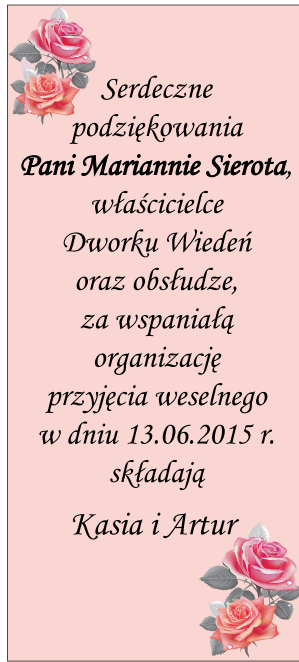 Serdeczne
podziękowania
Pani Mariannie Sierota,
właścicielce
Dworku Wiedeń
oraz obsłudze,
za wspaniałą
organizację
przyjęcia weselnego
w dniu 13.06.2015 r.
składają
Kasia i Artur